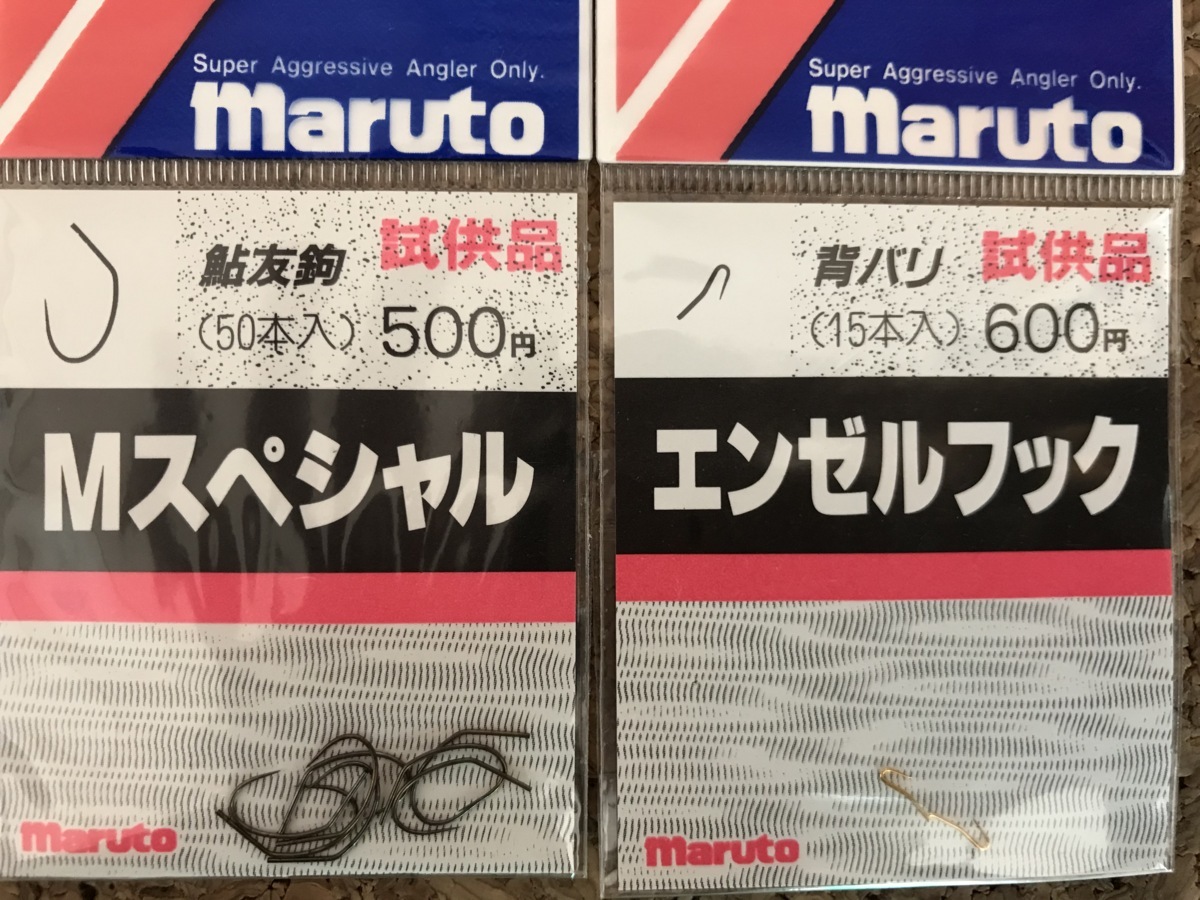 Super Aggressive Angler Only.
maruto
鮎友鉤 試供品
(50本入) 500円
Mスペシャル
maruto
Super Aggressive Angler Only.
maruto
背バリ 試供品
(15本入) 600円
エンゼルフック
maruto